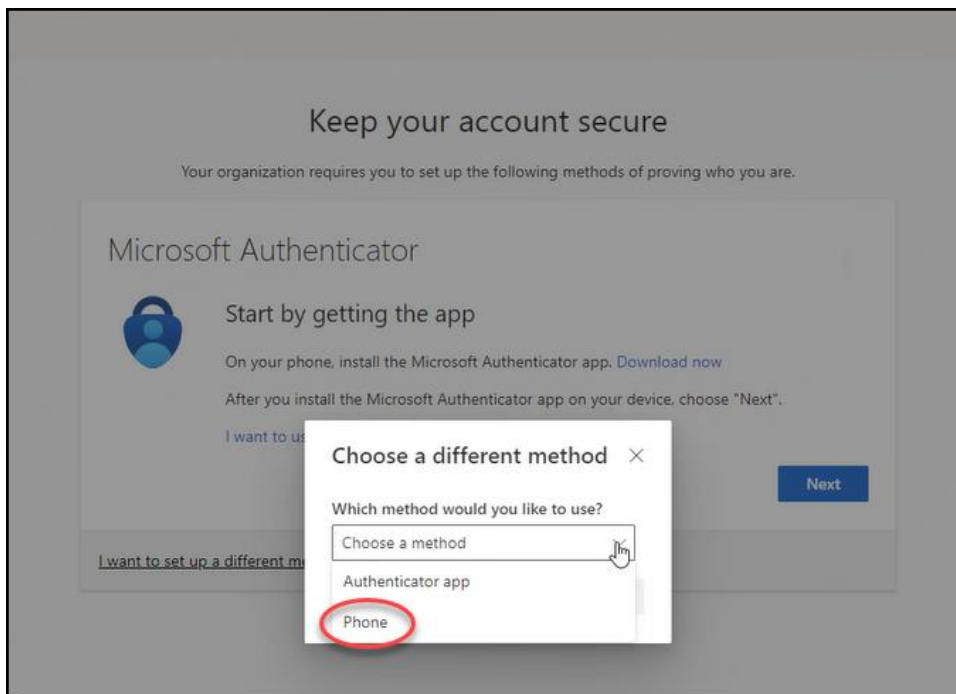 Keep your account secure
Your organization requires you to set up the following methods of proving who you are.
Microsoft Authenticator
Start by getting the app
On your phone, install the Microsoft Authenticator app. Download now
After you install the Microsoft Authenticator app on your device, choose "Next".
I want to us
Choose a different method
Next
Which method would you like to use?
Choose a method
I want to set up a different m
Authenticator app
Phone